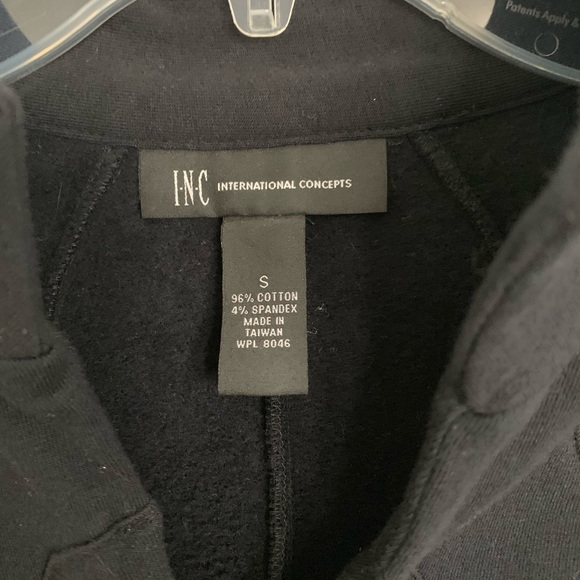 Patents Apply &
I·N·C INTERNATIONAL CONCEPTS
S
96% COTTON
4% SPANDEX
MADE IN
TAIWAN
WPL 8046